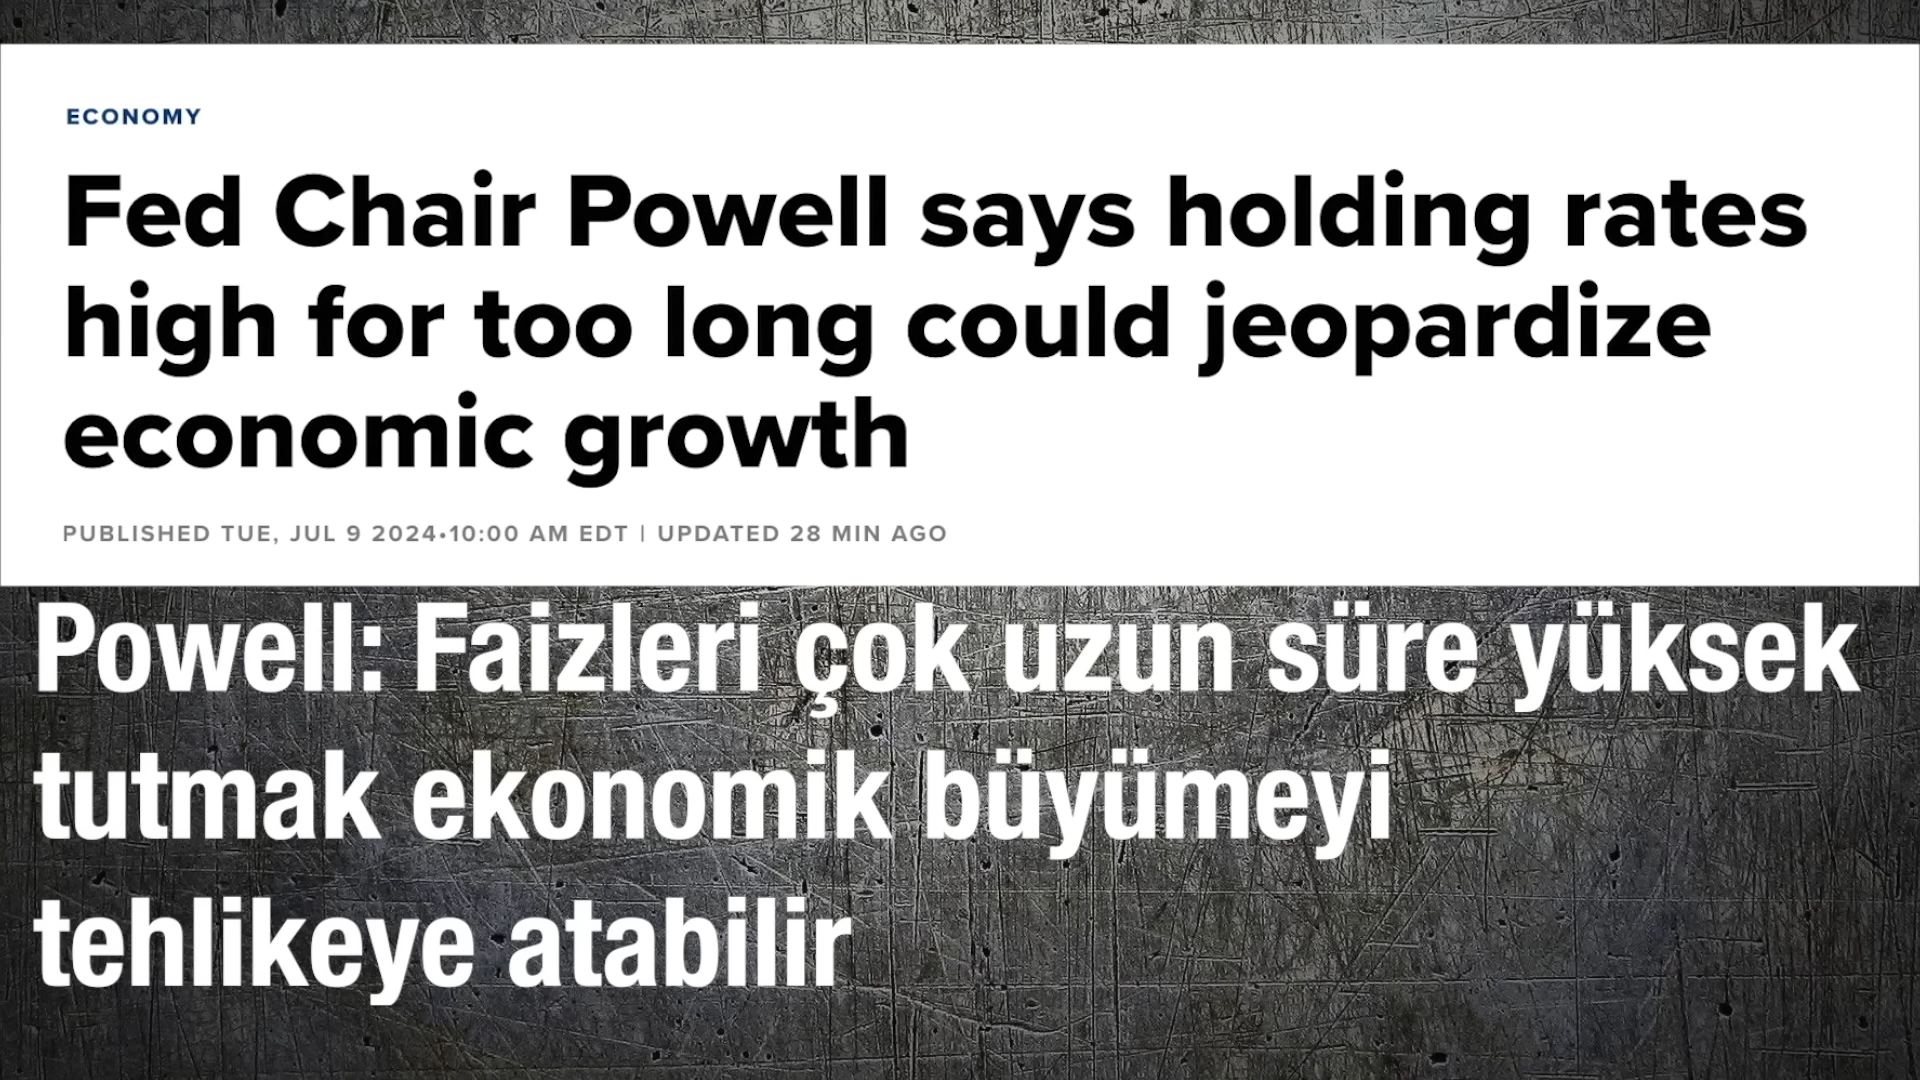 ECONOMY
Fed Chair Powell says holding rates
high for too long could jeopardize
economic growth
PUBLISHED TUE, JUL 9 2024•10:00 AM EDT | UPDATED 28 MIN AGO
Powell: Faizleri çok uzun süre yüksek
tutmak ekonomik büyümeyi
tehlikeye atabilir